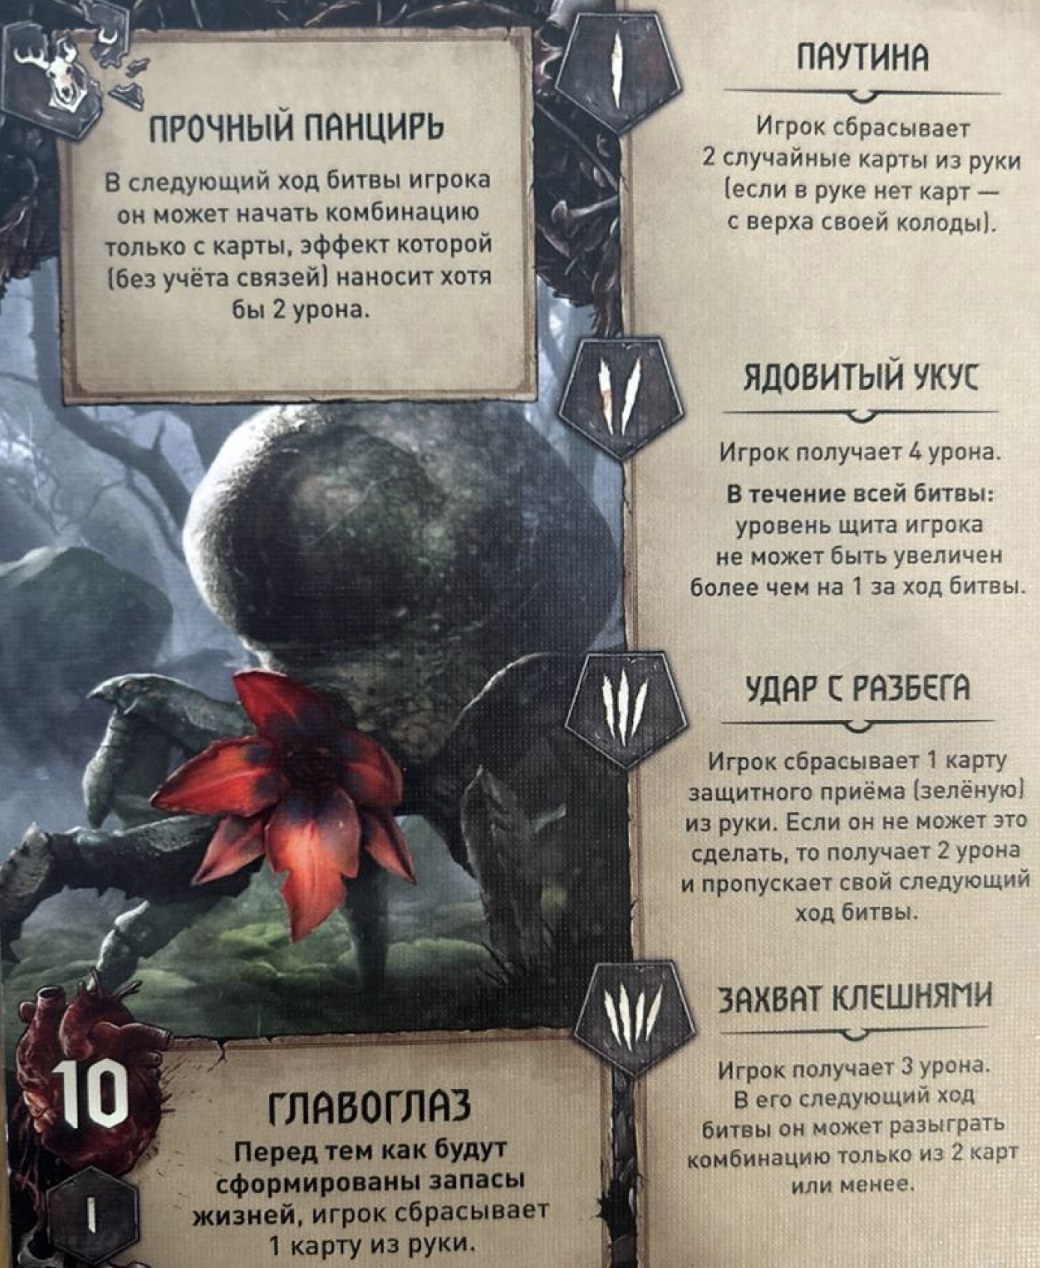 ПРОЧНЫЙ ПАНЦИРЬ
В следующий ход битвы игрока
он может начать комбинацию
только с карты, эффект которой
(без учёта связей) наносит хотя
бы 2 урона.
ПАУТИНА
Игрок сбрасывает
2 случайные карты из руки
(если в руке нет карт —
с верха своей колоды).
ЯДОВИТЫЙ УКУС
Игрок получает 4 урона.
В течение всей битвы:
уровень щита игрока
не может быть увеличен
более чем на 1 за ход битвы.
УДАР С РАЗБЕГА
Игрок сбрасывает 1 карту
защитного приёма (зелёную)
из руки. Если он не может это
сделать, то получает 2 урона
и пропускает свой следующий
ход битвы.
ЗАХВАТ КЛЕШНЯМИ
Игрок получает 3 урона.
В его следующий ход
битвы он может разыграть
комбинацию только из 2 карт
или менее.
10
I
ГЛАВОГЛАЗ
Перед тем как будут
сформированы запасы
жизней, игрок сбрасывает
1 карту из руки.